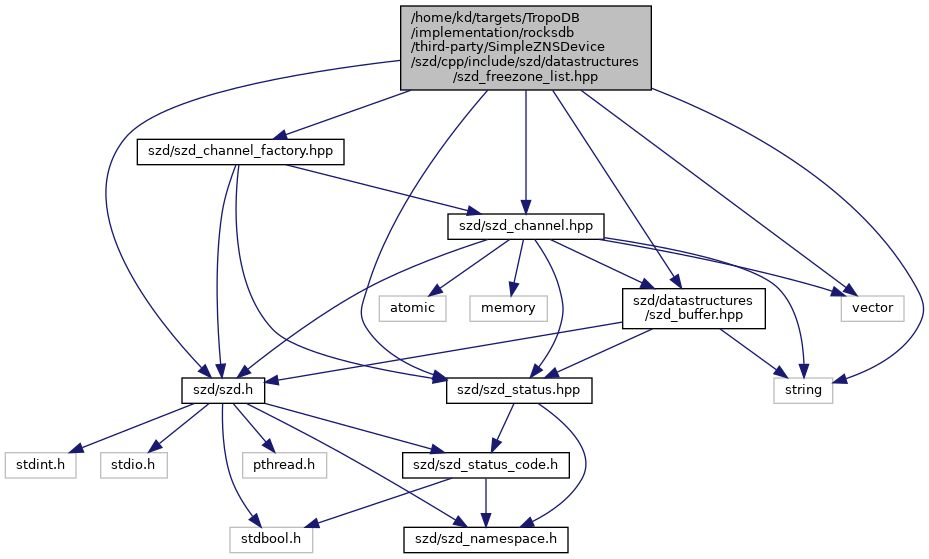 /home/kd/targets/TropoDB
/implementation/rocksdb
/third-party/SimpleZNSDevice
/szd/cpp/include/szd/datastructures
/szd_freezone_list.hpp
szd/szd_channel_factory.hpp
szd/szd_channel.hpp
atomic
memory
szd/datastructures
/szd_buffer.hpp
vector
szd/szd.h
szd/szd_status.hpp
string
stdint.h
stdio.h
pthread.h
szd/szd_status_code.h
stdbool.h
szd/szd_namespace.h